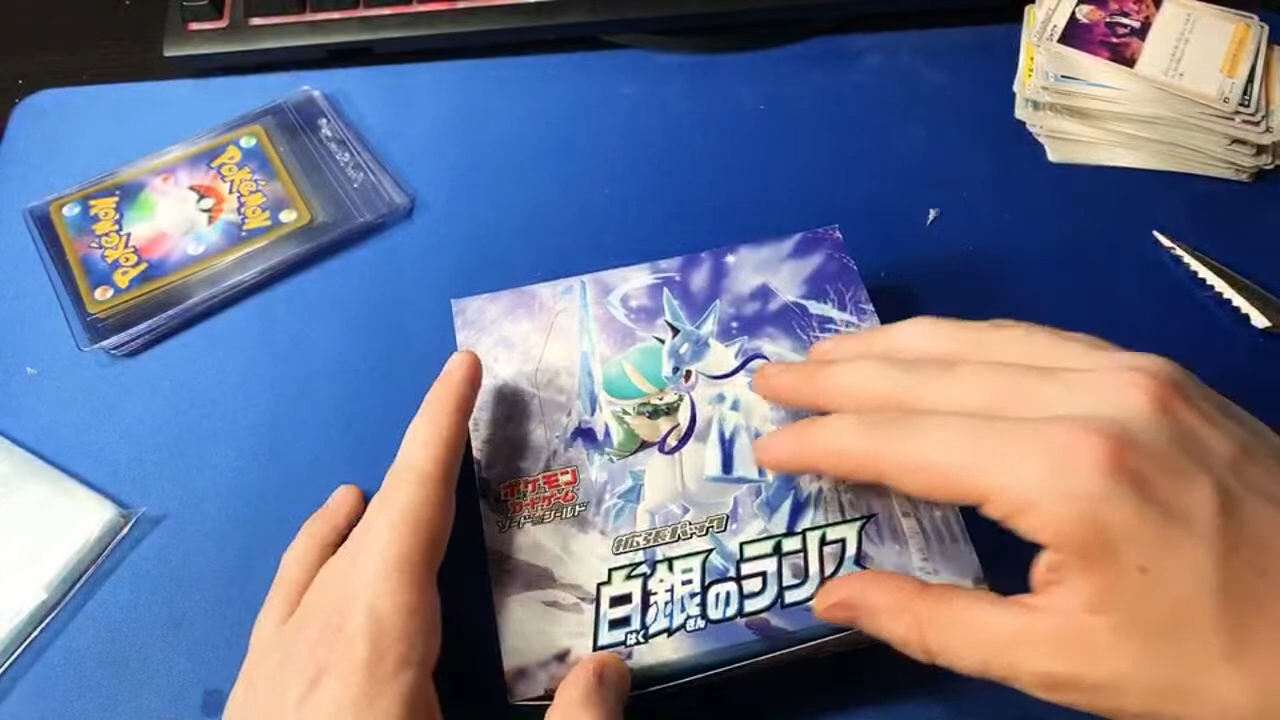 Pokémon
Pokémon
ポケモン
カードゲーム
ソード&シールド
拡張パック
白銀のランス
はく ぎん